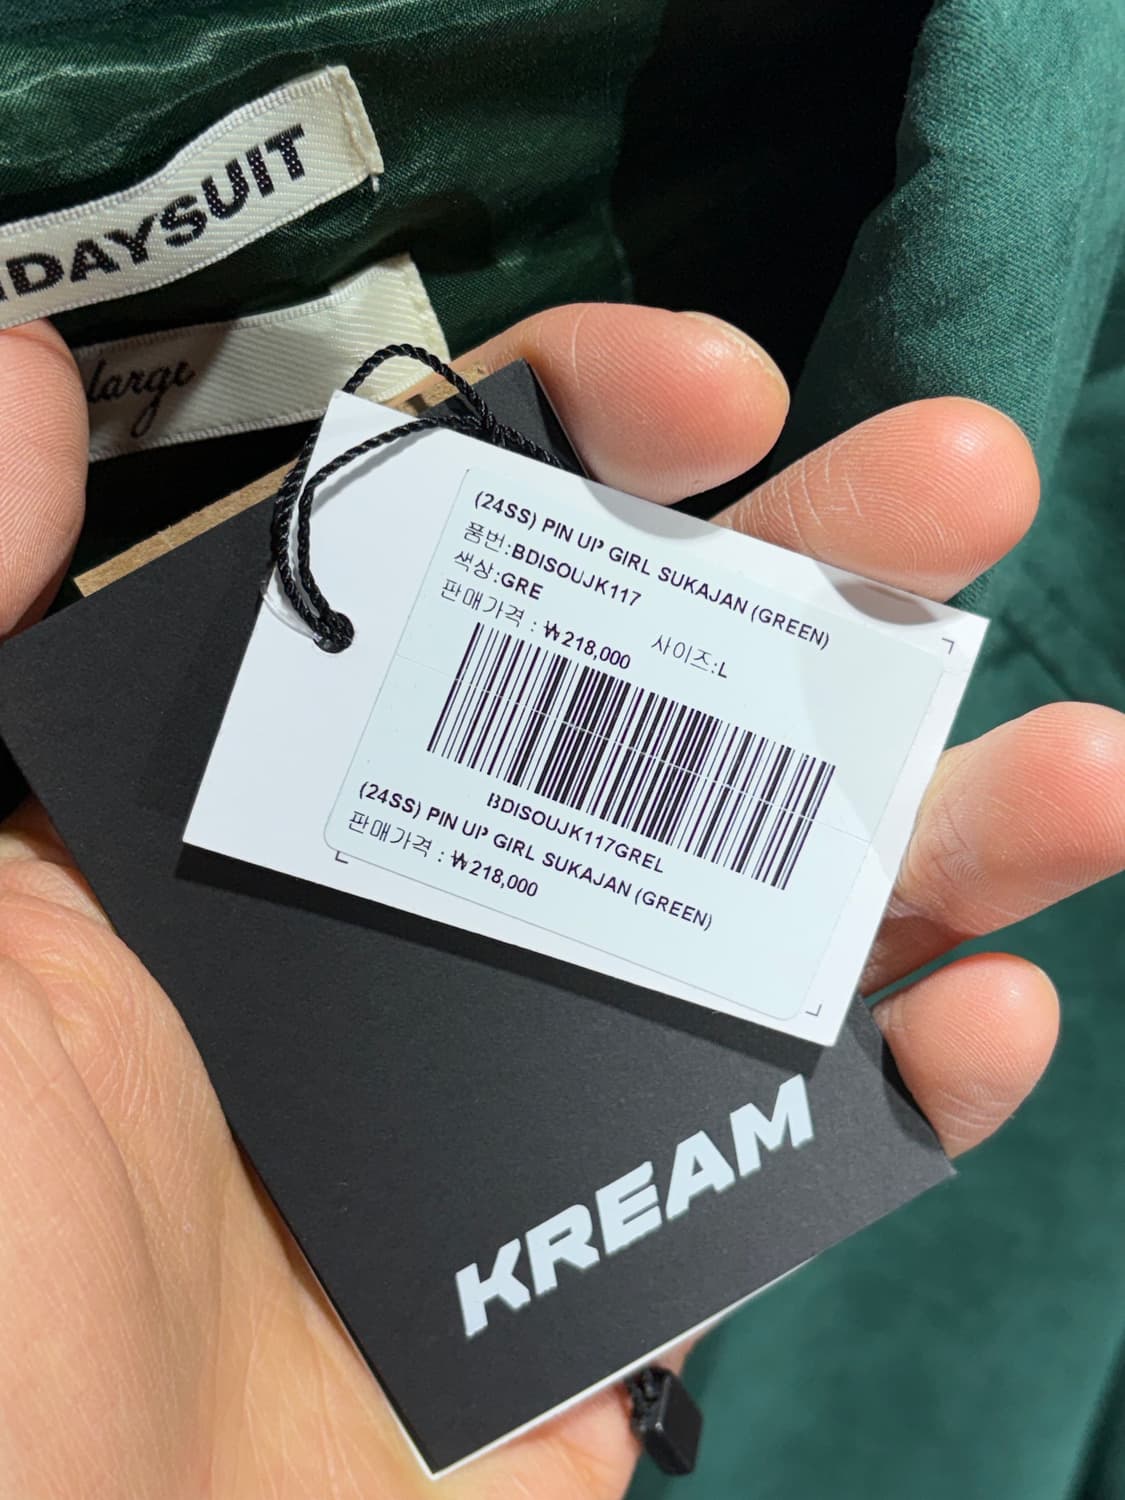 DAYSUIT
large
(24SS) PIN UP GIRL SUKAJAN (GREEN)
품번:BDISOUJK117
색상:GRE
사이즈:L
판매가격 : ₩218,000
BDISOUJK117GREL
(24SS) PIN UP GIRL SUKAJAN (GREEN)
판매가격 : ₩218,000
KREAM